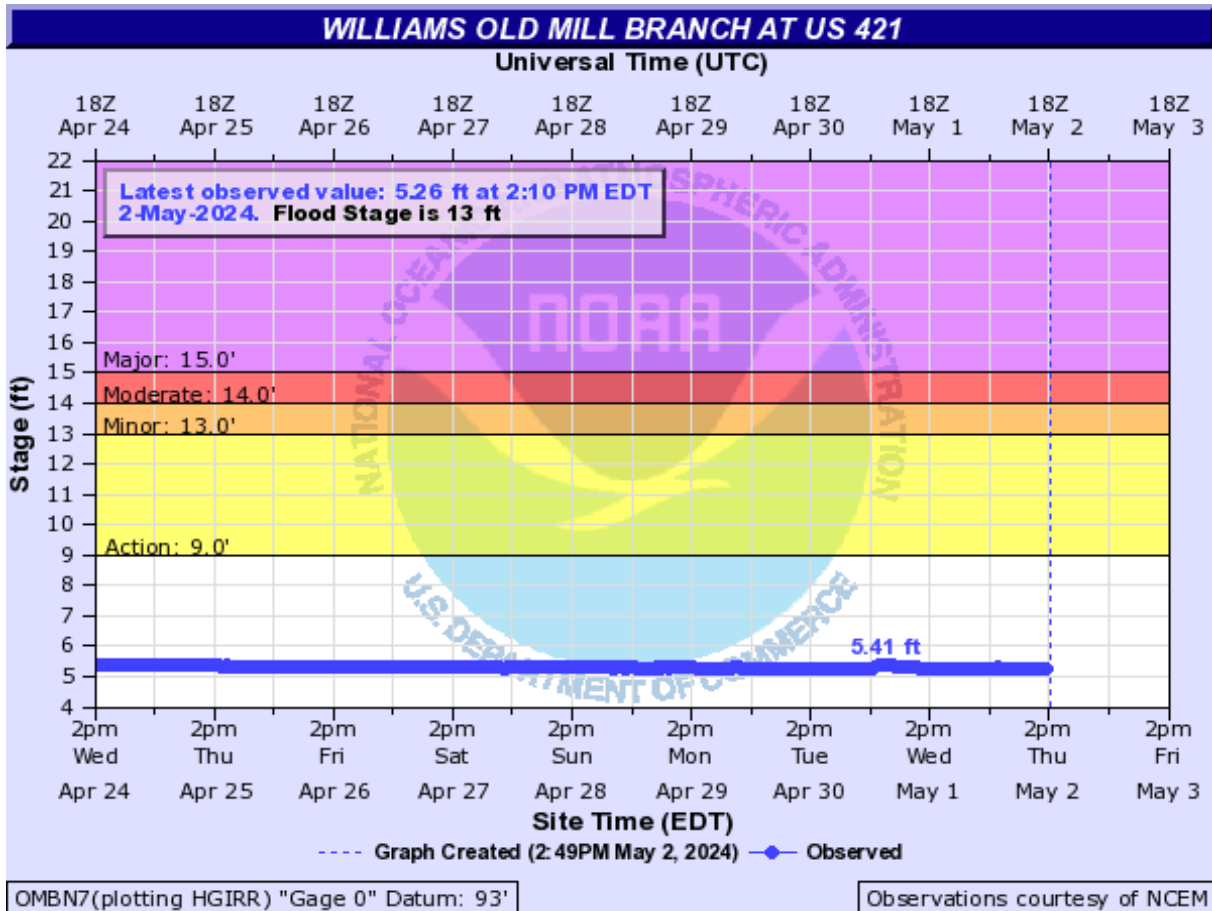 WILLIAMS OLD MILL BRANCH AT US 421
Universal Time (UTC)
18Z 18Z 18Z 18Z 18Z 18Z 18Z 18Z 18Z 18Z
Apr 24 Apr 25 Apr 26 Apr 27 Apr 28 Apr 29 Apr 30 May 1 May 2 May 3
Latest observed value: 5.26 ft at 2:10 PM EDT
2-May-2024. Flood Stage is 13 ft
NATIONAL OCEANIC AND ATMOSPHERIC ADMINISTRATION
NOAA
U.S. DEPARTMENT OF COMMERCE
Stage (ft)
22
21
20
19
18
17
16
Major: 15.0'
15
Moderate: 14.0'
14
Minor: 13.0'
13
12
11
10
Action: 9.0'
9
8
7
6
5.41 ft
5
4
2pm 2pm 2pm 2pm 2pm 2pm 2pm 2pm 2pm 2pm
Wed Thu Fri Sat Sun Mon Tue Wed Thu Fri
Apr 24 Apr 25 Apr 26 Apr 27 Apr 28 Apr 29 Apr 30 May 1 May 2 May 3
Site Time (EDT)
Graph Created (2:49PM May 2, 2024) Observed
OMBN7(plotting HGIRR) "Gage 0" Datum: 93'
Observations courtesy of NCEM